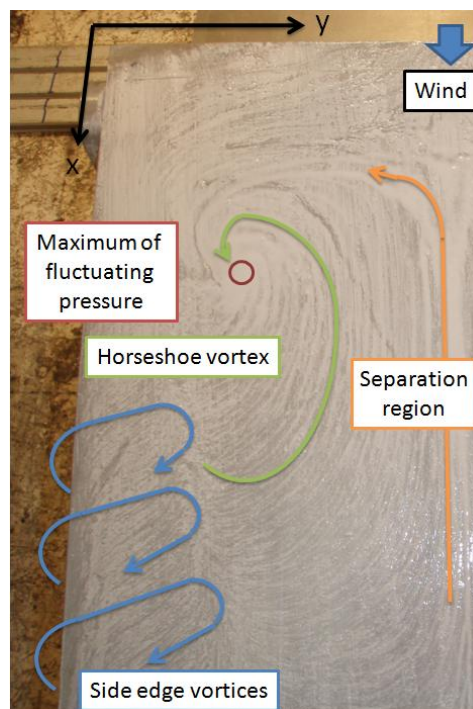 y
Wind
x
Maximum of
fluctuating
pressure
Horseshoe vortex
Separation
region
Side edge vortices